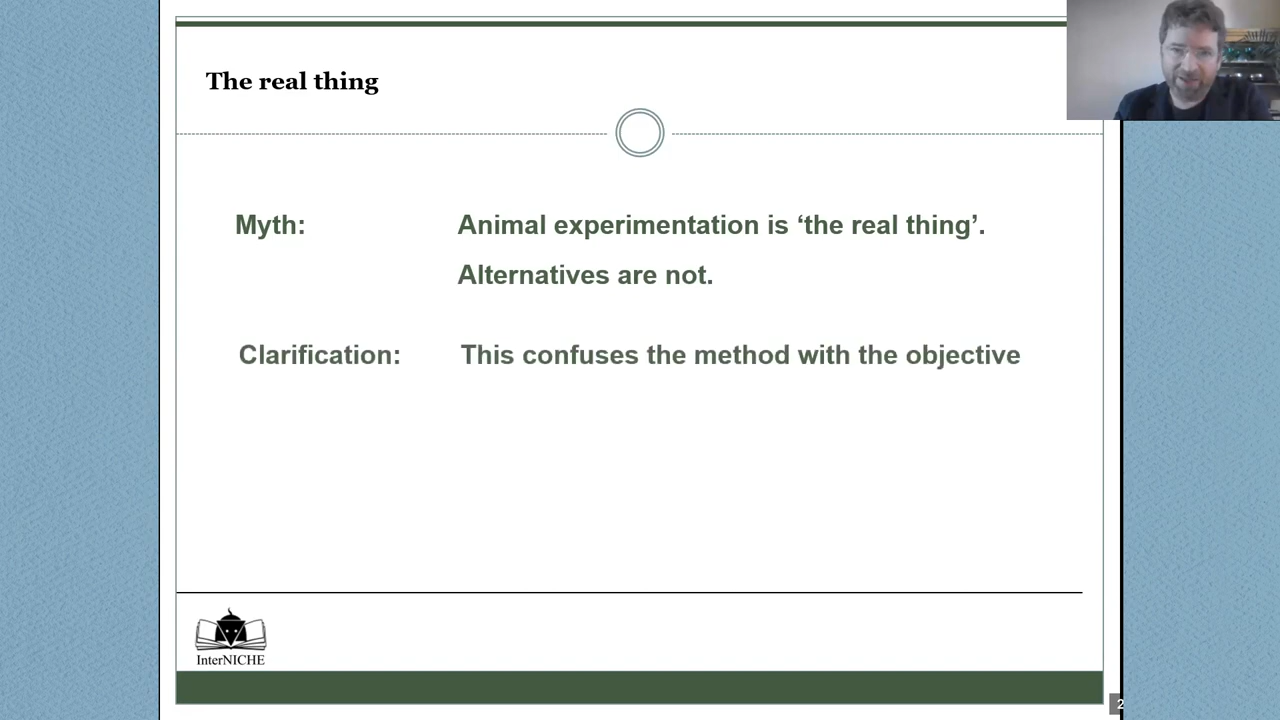 The real thing
Myth: Animal experimentation is ‘the real thing’.
Alternatives are not.
Clarification: This confuses the method with the objective
InterNICHE
2